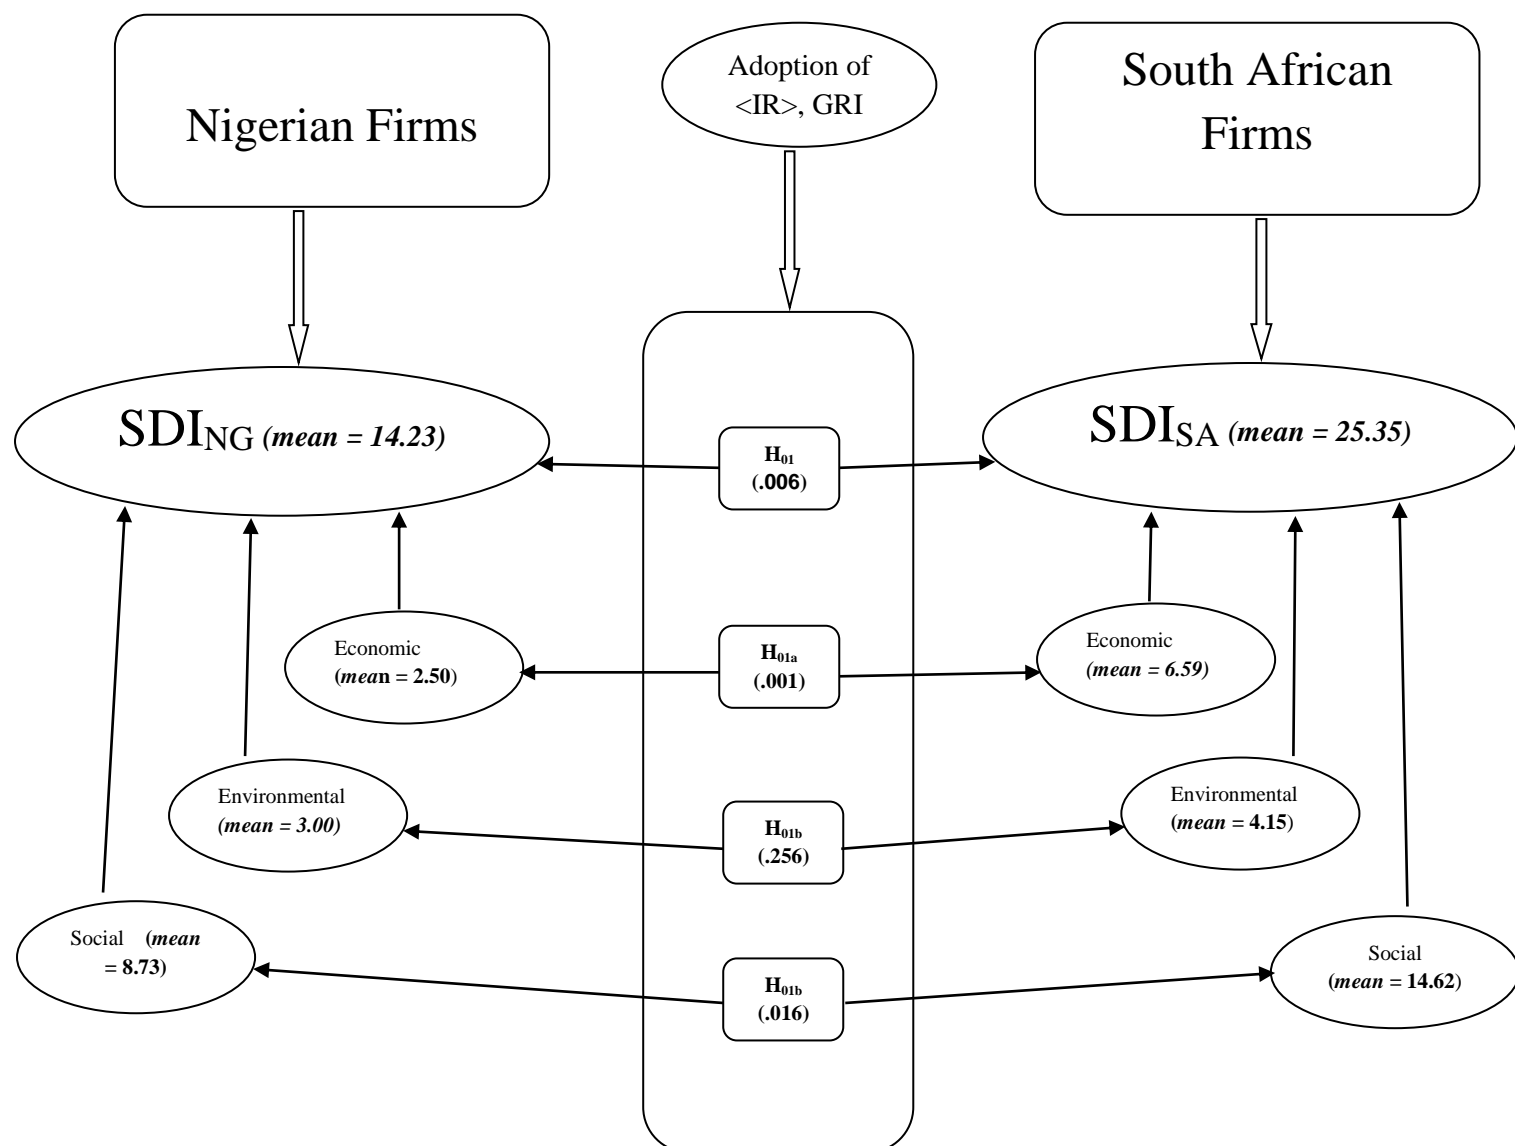 Nigerian Firms
Adoption of
<IR>, GRI
South African
Firms
SDING (mean = 14.23)
H01
(.006)
SDISA (mean = 25.35)
Economic
(mean = 2.50)
H01a
(.001)
Economic
(mean = 6.59)
Environmental
(mean = 3.00)
H01b
(.256)
Environmental
(mean = 4.15)
Social (mean
= 8.73)
H01b
(.016)
Social
(mean = 14.62)